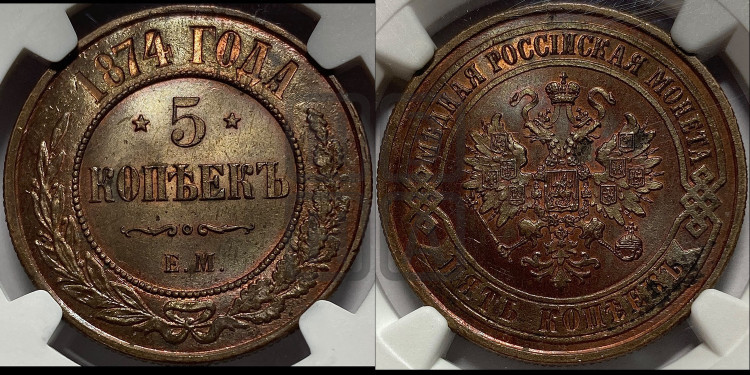 1874 ГОДА
5
КОПѢЕКЪ
Е.М.
МѢДНАЯ РОССІЙСКАЯ МОНЕТА
ПЯТЬ КОПѢЕКЪ